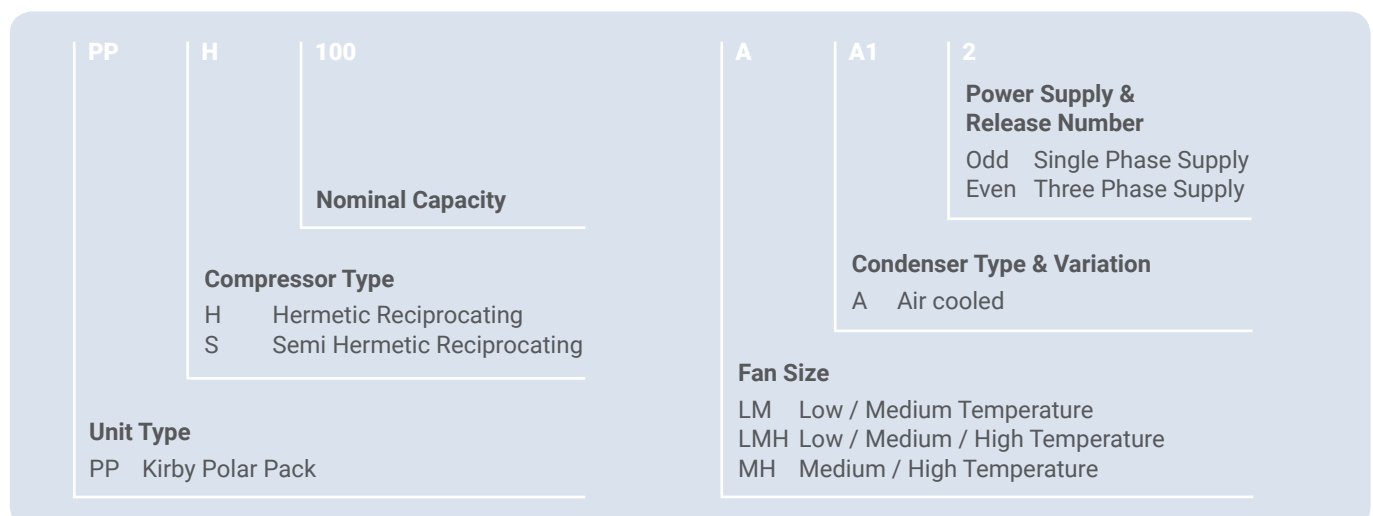 PP H 100 A A1 2
Power Supply &
Release Number
Odd Single Phase Supply
Even Three Phase Supply
Nominal Capacity
Condenser Type & Variation
A Air cooled
Compressor Type
H Hermetic Reciprocating
S Semi Hermetic Reciprocating
Fan Size
LM Low / Medium Temperature
LMH Low / Medium / High Temperature
MH Medium / High Temperature
Unit Type
PP Kirby Polar Pack